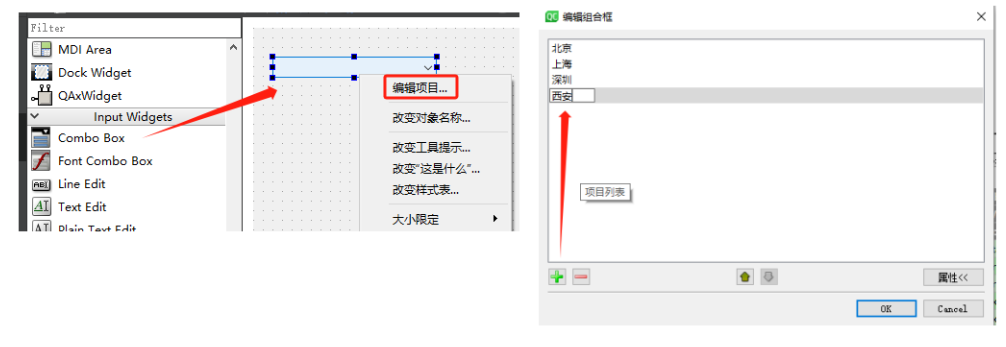 Filter
MDI Area
Dock Widget
QAxWidget
Input Widgets
Combo Box
Font Combo Box
Line Edit
Text Edit
Plain Text Edit
编辑项目...
改变对象名称...
改变工具提示...
改变“这是什么”...
改变样式表...
大小限定
QC 编辑组合框
北京
上海
深圳
西安
项目列表
属性<<
OK
Cancel